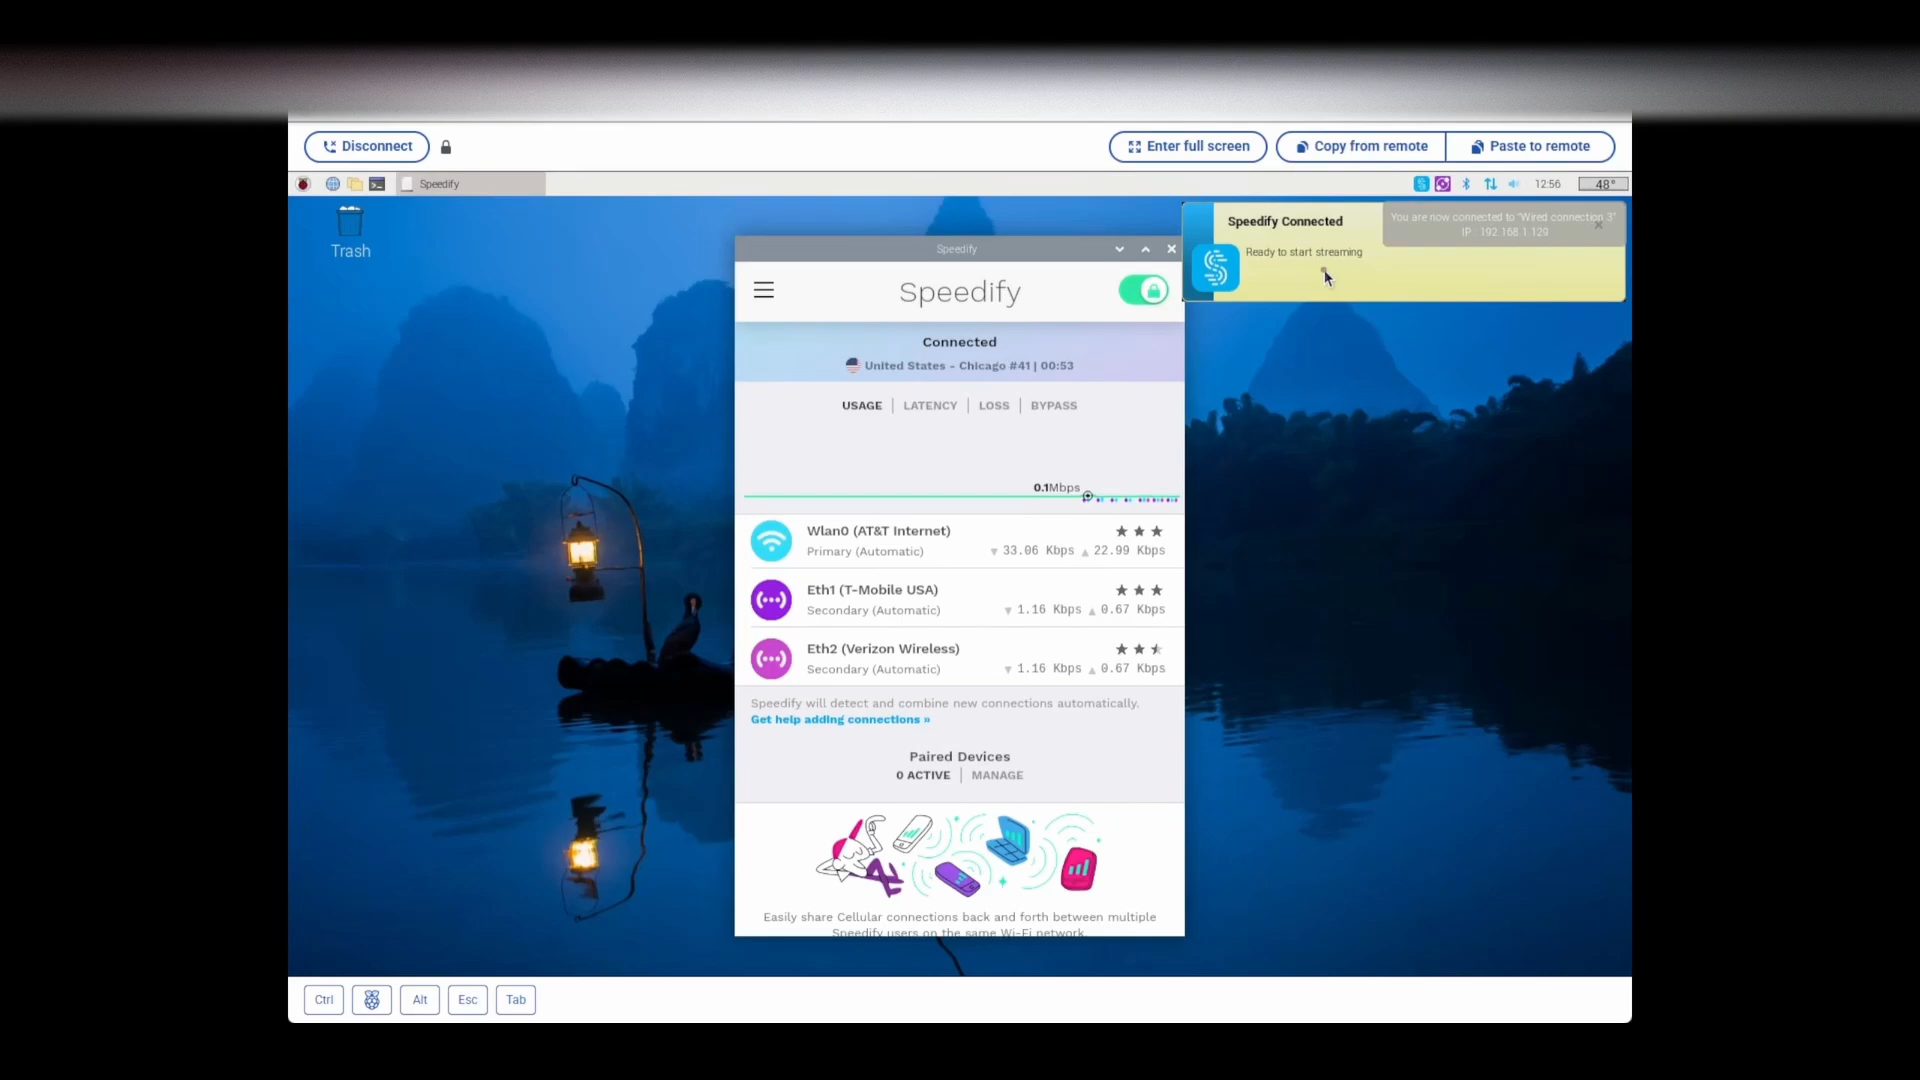 Disconnect
Enter full screen
Copy from remote
Paste to remote
Speedify
12:56
48°
Trash
Speedify
Speedify Connected
Ready to start streaming
You are now connected to "Wired connection 3"
IP : 192.168.1.129
Speedify
Connected
United States - Chicago #41 | 00:53
USAGE | LATENCY | LOSS | BYPASS
0.1Mbps
Wlan0 (AT&T Internet)
Primary (Automatic)
33.06 Kbps
22.99 Kbps
Eth1 (T-Mobile USA)
Secondary (Automatic)
1.16 Kbps
0.67 Kbps
Eth2 (Verizon Wireless)
Secondary (Automatic)
1.16 Kbps
0.67 Kbps
Speedify will detect and combine new connections automatically.
Get help adding connections »
Paired Devices
0 ACTIVE | MANAGE
Easily share Cellular connections back and forth between multiple
Speedify users on the same Wi-Fi network.
Ctrl
Alt
Esc
Tab